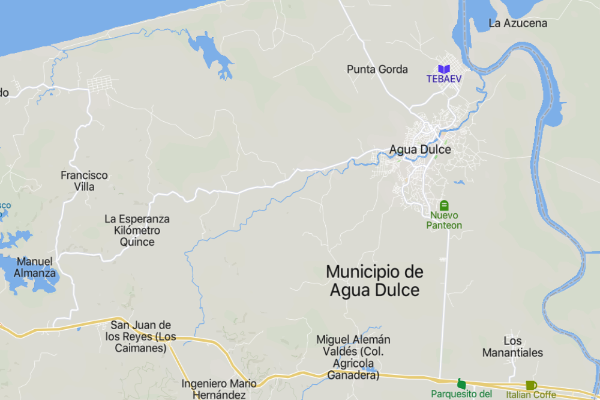 La Azucena
Punta Gorda
TEBAEV
Agua Dulce
Francisco
Villa
Nuevo
Panteon
La Esperanza
Kilómetro
Quince
Manuel
Almanza
Municipio de
Agua Dulce
San Juan de
los Reyes (Los
Caimanes)
Miguel Alemán
Valdés (Col.
Agricola
Ganadera)
Los
Manantiales
Ingeniero Mario
Hernández
Parquesito del
Italian Coffe